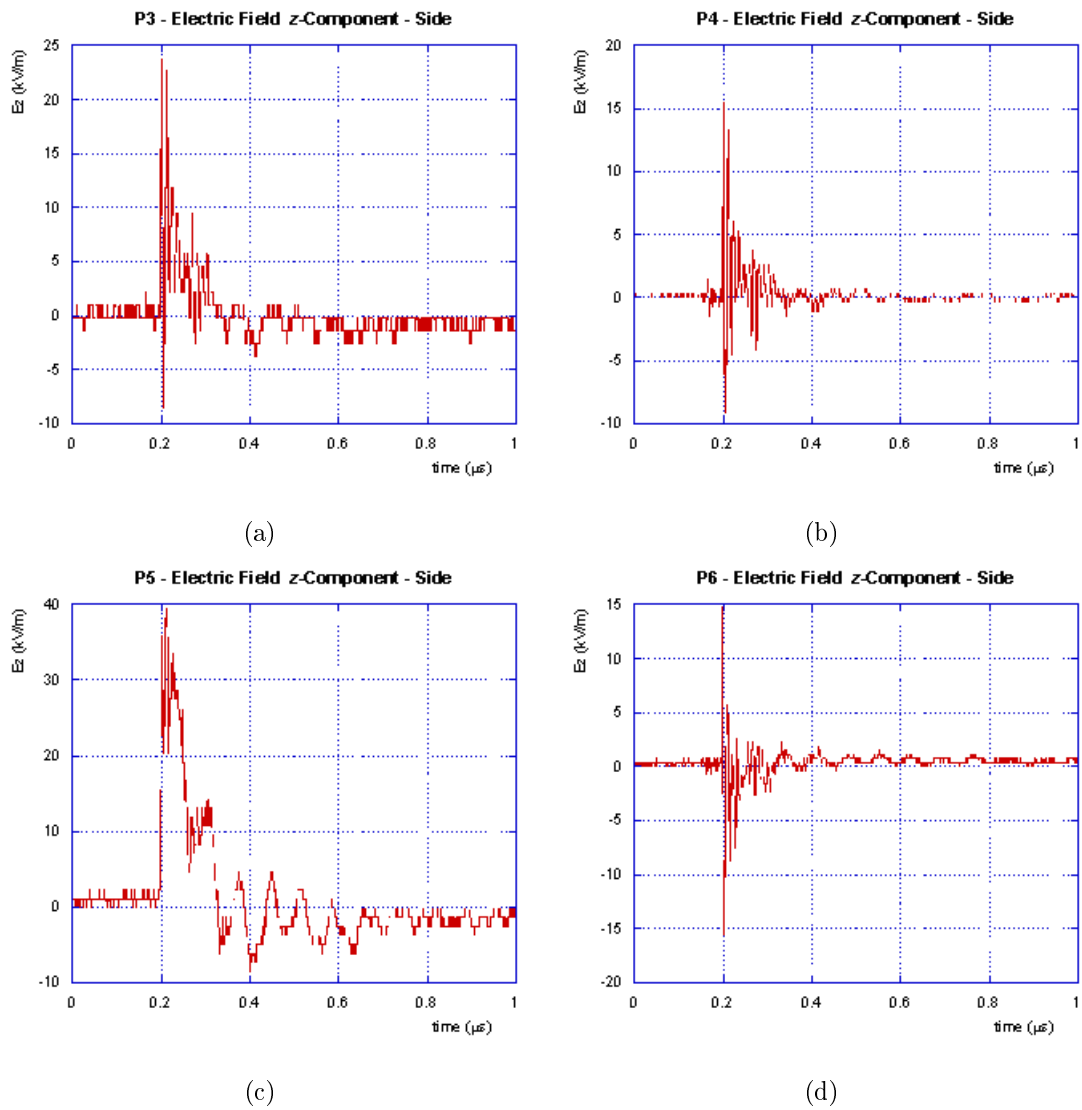 P3 - Electric Field z-Component - Side
Ez (kV/m)
25
20
15
10
5
0
-5
-10
0 0.2 0.4 0.6 0.8 1
time (µs)
(a)
P4 - Electric Field z-Component - Side
Ez (kV/m)
20
15
10
5
0
-5
-10
0 0.2 0.4 0.6 0.8 1
time (µs)
(b)
P5 - Electric Field z-Component - Side
Ez (kV/m)
40
30
20
10
0
-10
0 0.2 0.4 0.6 0.8 1
time (µs)
(c)
P6 - Electric Field z-Component - Side
Ez (kV/m)
15
10
5
0
-5
-10
-15
-20
0 0.2 0.4 0.6 0.8 1
time (µs)
(d)